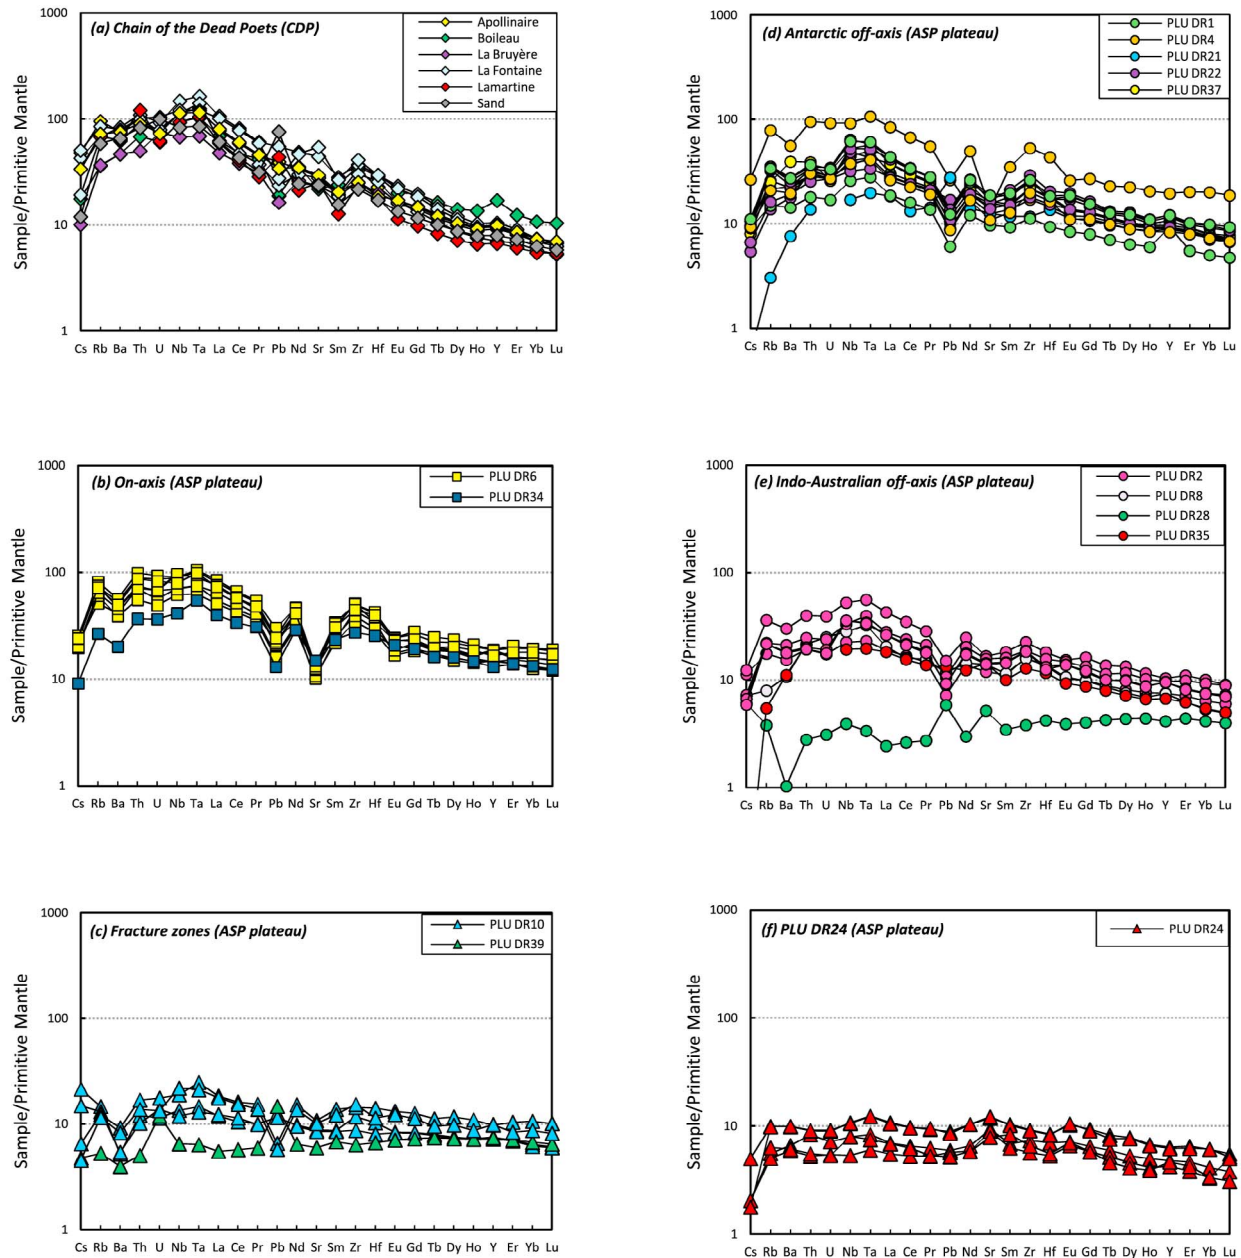 (a) Chain of the Dead Poets (CDP)
Apollinaire
Boileau
La Bruyère
La Fontaine
Lamartine
Sand
Sample/Primitive Mantle
1000
100
10
1
Cs Rb Ba Th U Nb Ta La Ce Pr Pb Nd Sr Sm Zr Hf Eu Gd Tb Dy Ho Y Er Yb Lu
(d) Antarctic off-axis (ASP plateau)
PLU DR1
PLU DR4
PLU DR21
PLU DR22
PLU DR37
Sample/Primitive Mantle
1000
100
10
1
Cs Rb Ba Th U Nb Ta La Ce Pr Pb Nd Sr Sm Zr Hf Eu Gd Tb Dy Ho Y Er Yb Lu
(b) On-axis (ASP plateau)
PLU DR6
PLU DR34
Sample/Primitive Mantle
1000
100
10
1
Cs Rb Ba Th U Nb Ta La Ce Pr Pb Nd Sr Sm Zr Hf Eu Gd Tb Dy Ho Y Er Yb Lu
(e) Indo-Australian off-axis (ASP plateau)
PLU DR2
PLU DR8
PLU DR28
PLU DR35
Sample/Primitive Mantle
1000
100
10
1
Cs Rb Ba Th U Nb Ta La Ce Pr Pb Nd Sr Sm Zr Hf Eu Gd Tb Dy Ho Y Er Yb Lu
(c) Fracture zones (ASP plateau)
PLU DR10
PLU DR39
Sample/Primitive Mantle
1000
100
10
1
Cs Rb Ba Th U Nb Ta La Ce Pr Pb Nd Sr Sm Zr Hf Eu Gd Tb Dy Ho Y Er Yb Lu
(f) PLU DR24 (ASP plateau)
PLU DR24
Sample/Primitive Mantle
1000
100
10
1
Cs Rb Ba Th U Nb Ta La Ce Pr Pb Nd Sr Sm Zr Hf Eu Gd Tb Dy Ho Y Er Yb Lu